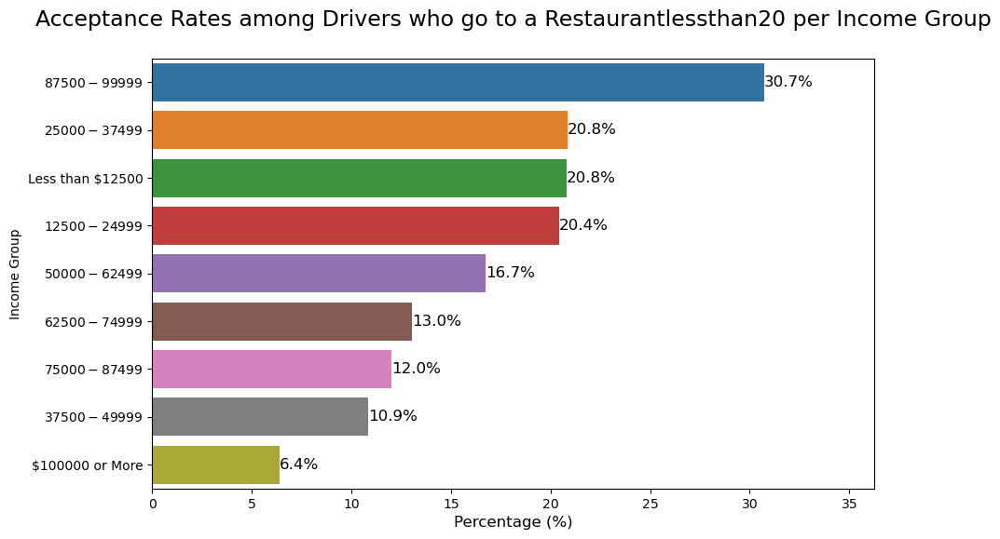 Acceptance Rates among Drivers who go to a Restaurantlessthan20 per Income Group
87500 - 99999
30.7%
25000 - 37499
20.8%
Less than $12500
20.8%
12500 - 24999
20.4%
50000 - 62499
16.7%
62500 - 74999
13.0%
75000 - 87499
12.0%
37500 - 49999
10.9%
$100000 or More
6.4%
Income Group
0 5 10 15 20 25 30 35
Percentage (%)